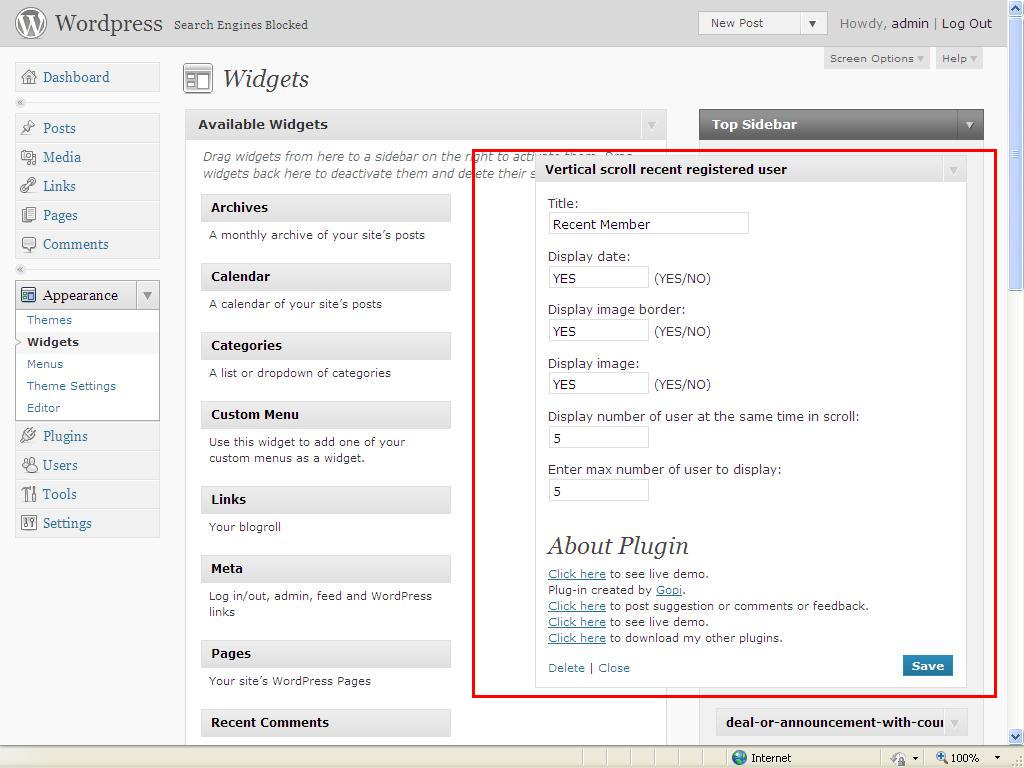 Wordpress Search Engines Blocked
New Post
Howdy, admin | Log Out
Screen Options
Help
Dashboard
Posts
Media
Links
Pages
Comments
Appearance
Themes
Widgets
Menus
Theme Settings
Editor
Plugins
Users
Tools
Settings
Widgets
Available Widgets
Drag widgets from here to a sidebar on the right to activate them. Drag
widgets back here to deactivate them and delete their s
Archives
A monthly archive of your site's posts
Calendar
A calendar of your site's posts
Categories
A list or dropdown of categories
Custom Menu
Use this widget to add one of your
custom menus as a widget.
Links
Your blogroll
Meta
Log in/out, admin, feed and WordPress
links
Pages
Your site's WordPress Pages
Recent Comments
Top Sidebar
Vertical scroll recent registered user
Title:
Recent Member
Display date:
YES (YES/NO)
Display image border:
YES (YES/NO)
Display image:
YES (YES/NO)
Display number of user at the same time in scroll:
5
Enter max number of user to display:
5
About Plugin
Click here to see live demo.
Plug-in created by Gopi.
Click here to post suggestion or comments or feedback.
Click here to see live demo.
Click here to download my other plugins.
Delete | Close
Save
deal-or-announcement-with-cour
Internet
100%